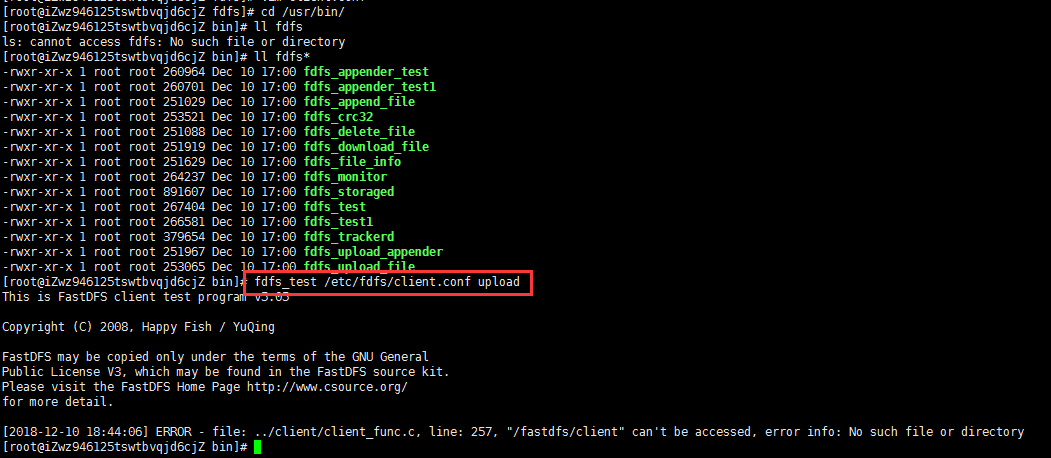 [root@iZwz946125tswtbvqjd6cjZ fdfs]# cd /usr/bin/
[root@iZwz946125tswtbvqjd6cjZ bin]# ll fdfs
ls: cannot access fdfs: No such file or directory
[root@iZwz946125tswtbvqjd6cjZ bin]# ll fdfs*
-rwxr-xr-x 1 root root 260964 Dec 10 17:00 fdfs_appender_test
-rwxr-xr-x 1 root root 260701 Dec 10 17:00 fdfs_appender_test1
-rwxr-xr-x 1 root root 251029 Dec 10 17:00 fdfs_append_file
-rwxr-xr-x 1 root root 253521 Dec 10 17:00 fdfs_crc32
-rwxr-xr-x 1 root root 251088 Dec 10 17:00 fdfs_delete_file
-rwxr-xr-x 1 root root 251919 Dec 10 17:00 fdfs_download_file
-rwxr-xr-x 1 root root 251629 Dec 10 17:00 fdfs_file_info
-rwxr-xr-x 1 root root 264237 Dec 10 17:00 fdfs_monitor
-rwxr-xr-x 1 root root 891607 Dec 10 17:00 fdfs_storaged
-rwxr-xr-x 1 root root 267404 Dec 10 17:00 fdfs_test
-rwxr-xr-x 1 root root 266581 Dec 10 17:00 fdfs_test1
-rwxr-xr-x 1 root root 379654 Dec 10 17:00 fdfs_trackerd
-rwxr-xr-x 1 root root 251967 Dec 10 17:00 fdfs_upload_appender
-rwxr-xr-x 1 root root 253065 Dec 10 17:00 fdfs_upload_file
[root@iZwz946125tswtbvqjd6cjZ bin]# fdfs_test /etc/fdfs/client.conf upload
This is FastDFS client test program v5.05
Copyright (C) 2008, Happy Fish / YuQing
FastDFS may be copied only under the terms of the GNU General
Public License V3, which may be found in the FastDFS source kit.
Please visit the FastDFS Home Page http://www.csource.org/
for more detail.
[2018-12-10 18:44:06] ERROR - file: ../client/client_func.c, line: 257, "/fastdfs/client" can't be accessed, error info: No such file or directory
[root@iZwz946125tswtbvqjd6cjZ bin]#